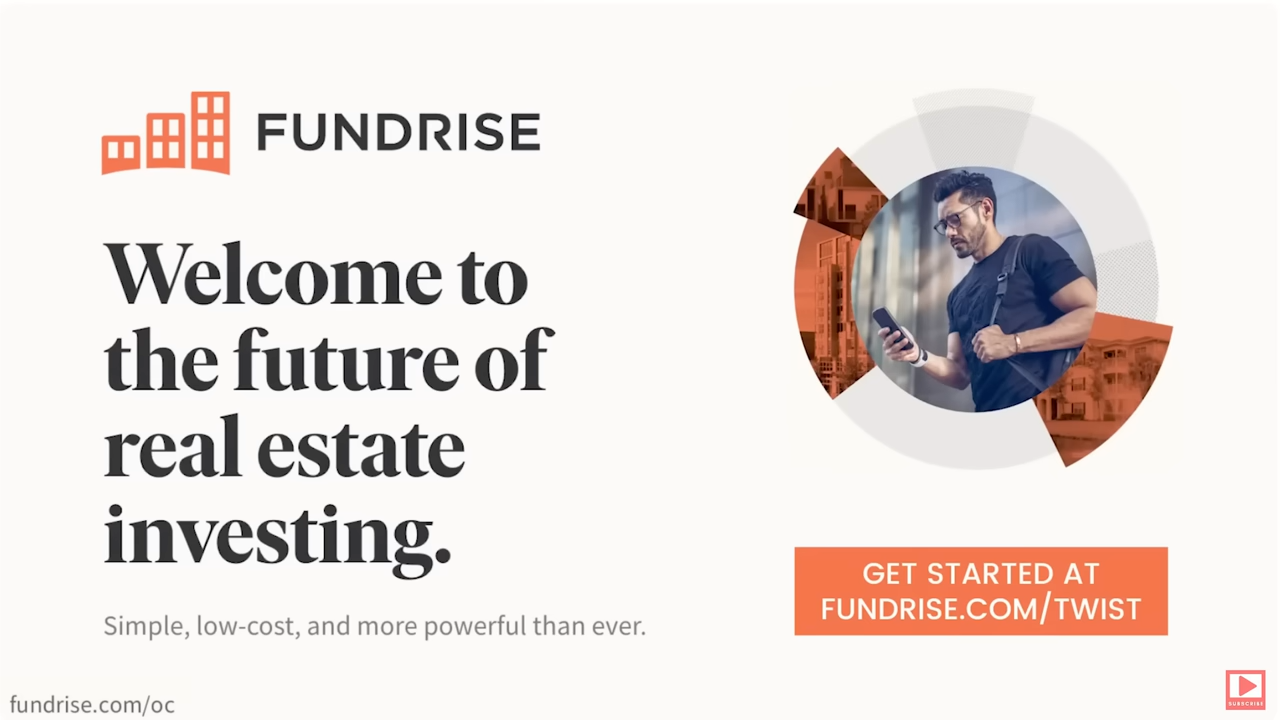 FUNDRISE
Welcome to
the future of
real estate
investing.
Simple, low-cost, and more powerful than ever.
GET STARTED AT
FUNDRISE.COM/TWIST
fundrise.com/oc
SUBSCRIBE